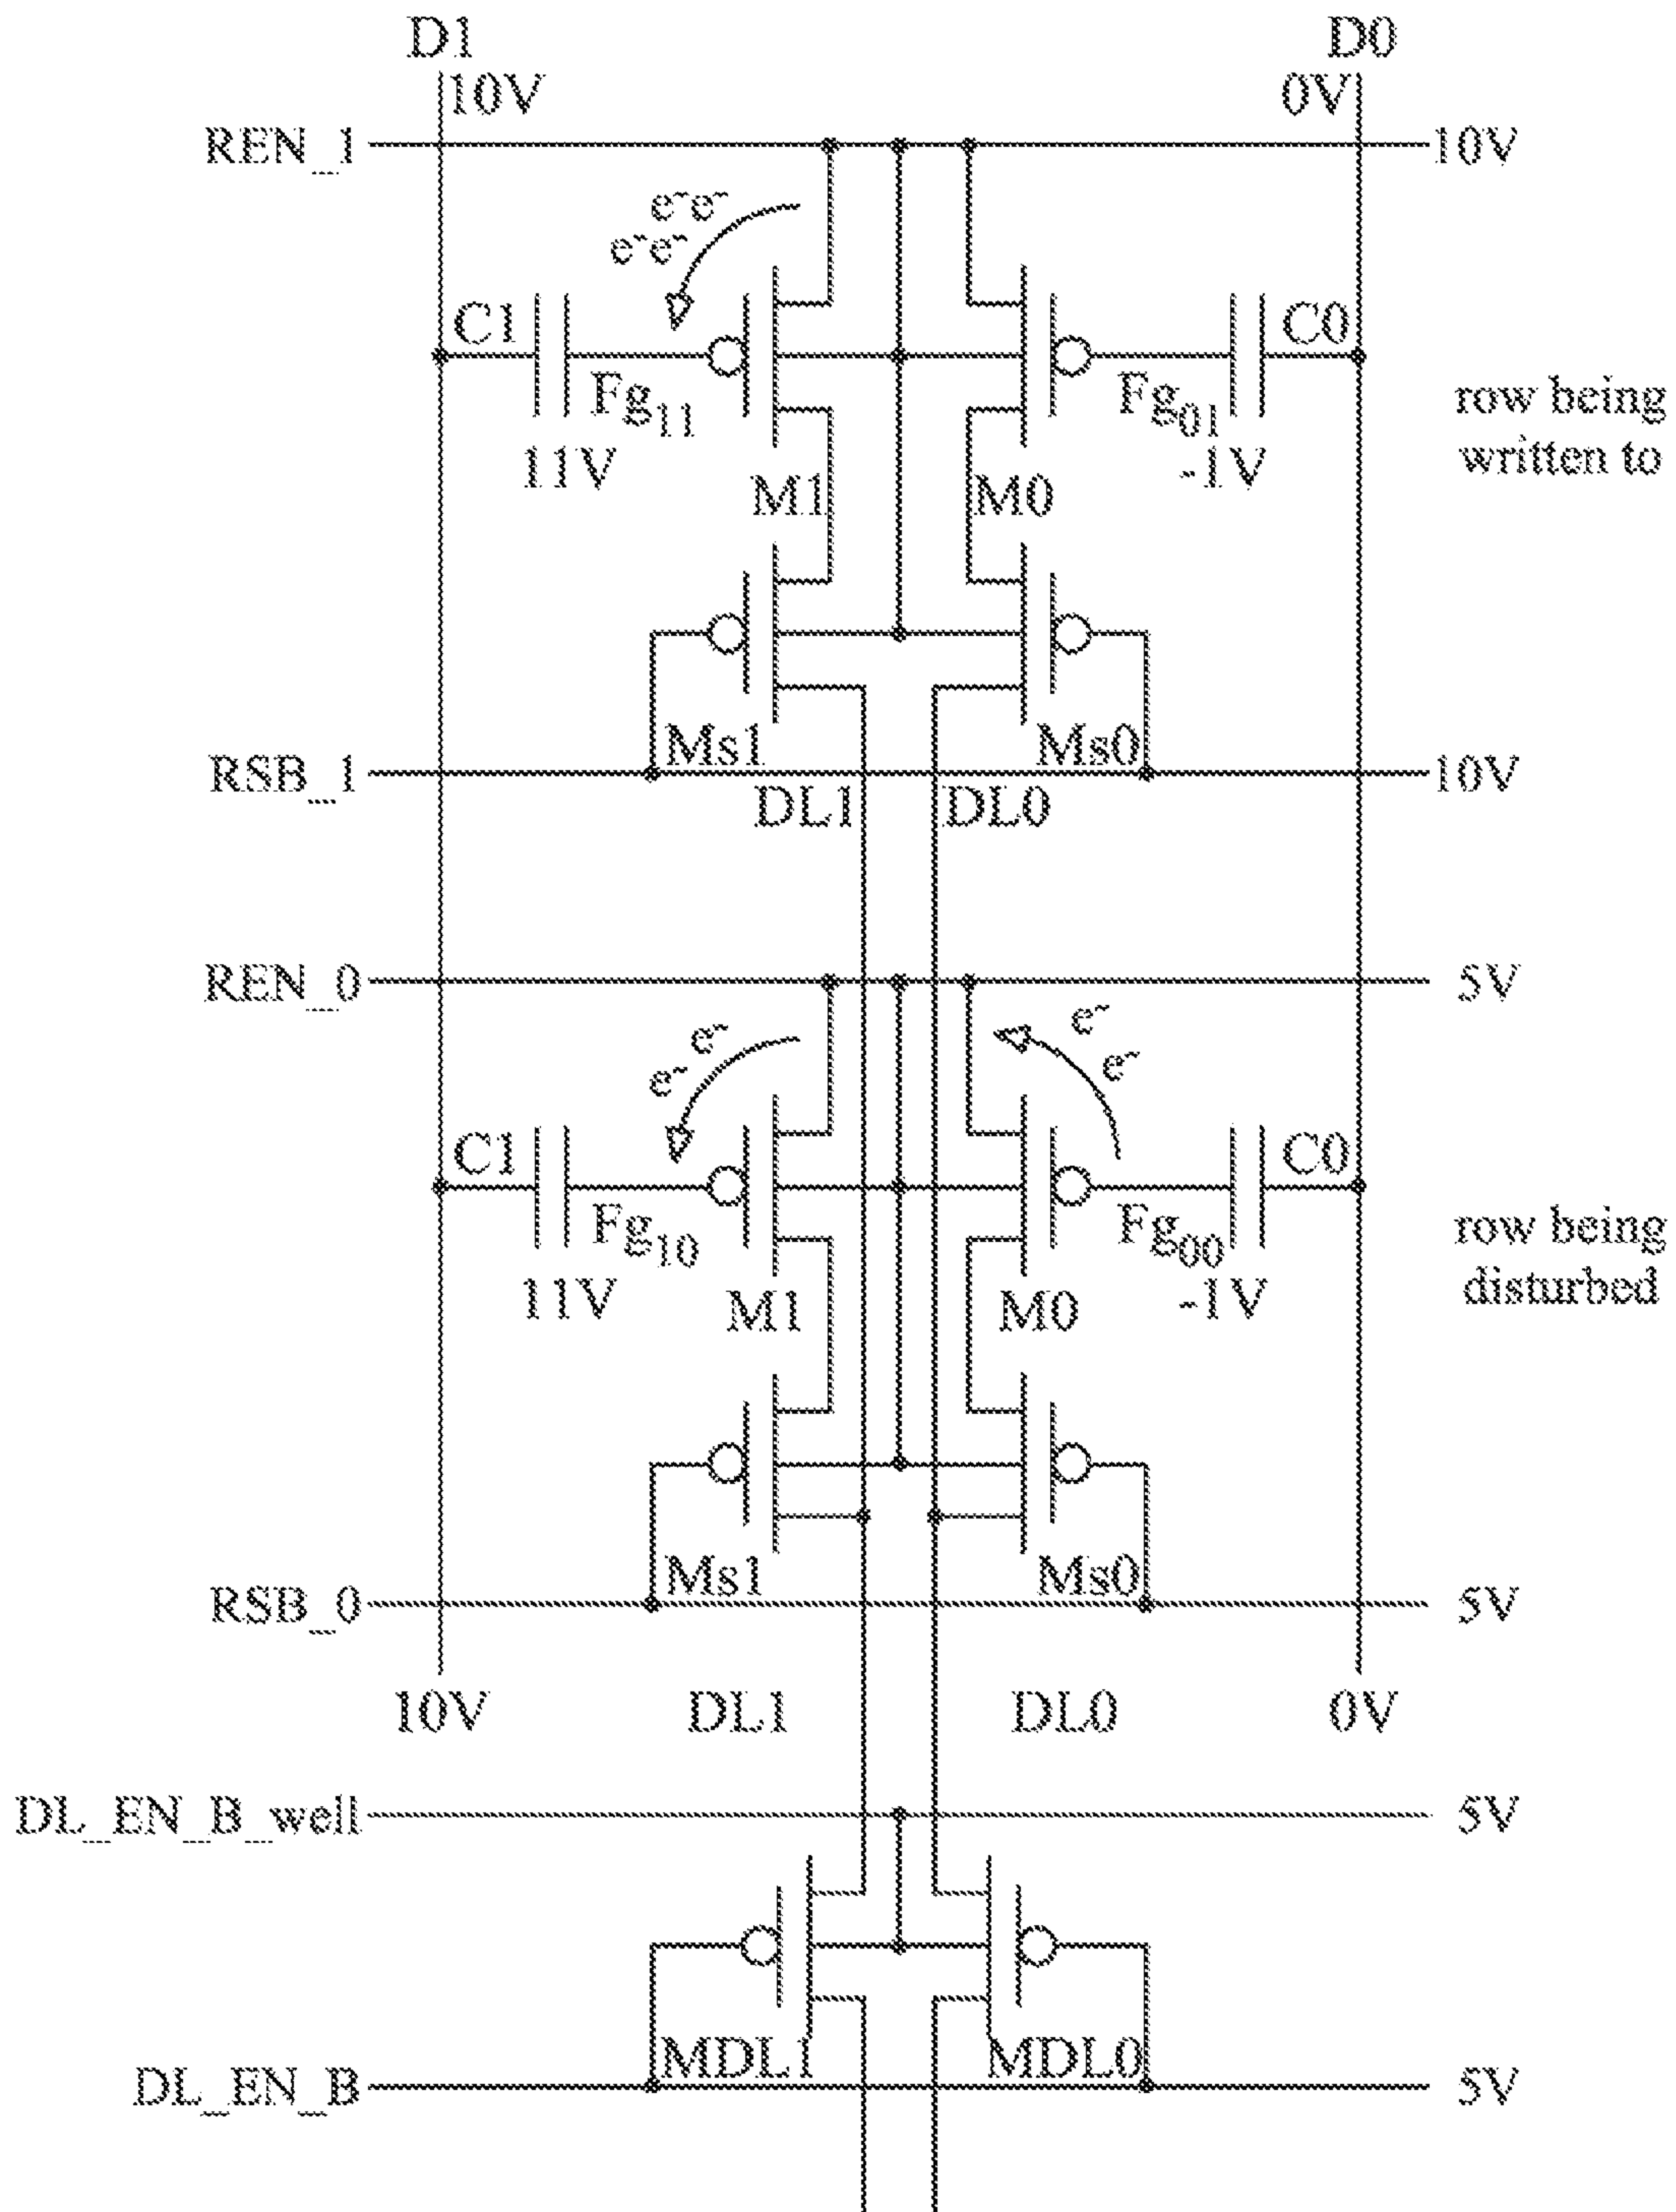 D1 D0
10V 0V
REN_1 10V
e-e-
e-e-
C1 C0
Fg11 Fg01
row being
11V -1V
written to
M1 M0
Ms1 Ms0
RSB_1 10V
DL1 DL0
REN_0 5V
e- e-
e- e-
C1 C0
Fg10 Fg00
row being
11V -1V
disturbed
M1 M0
Ms1 Ms0
RSB_0 5V
10V DL1 DL0 0V
DL_EN_B_well 5V
MDL1 MDL0
DL_EN_B 5V